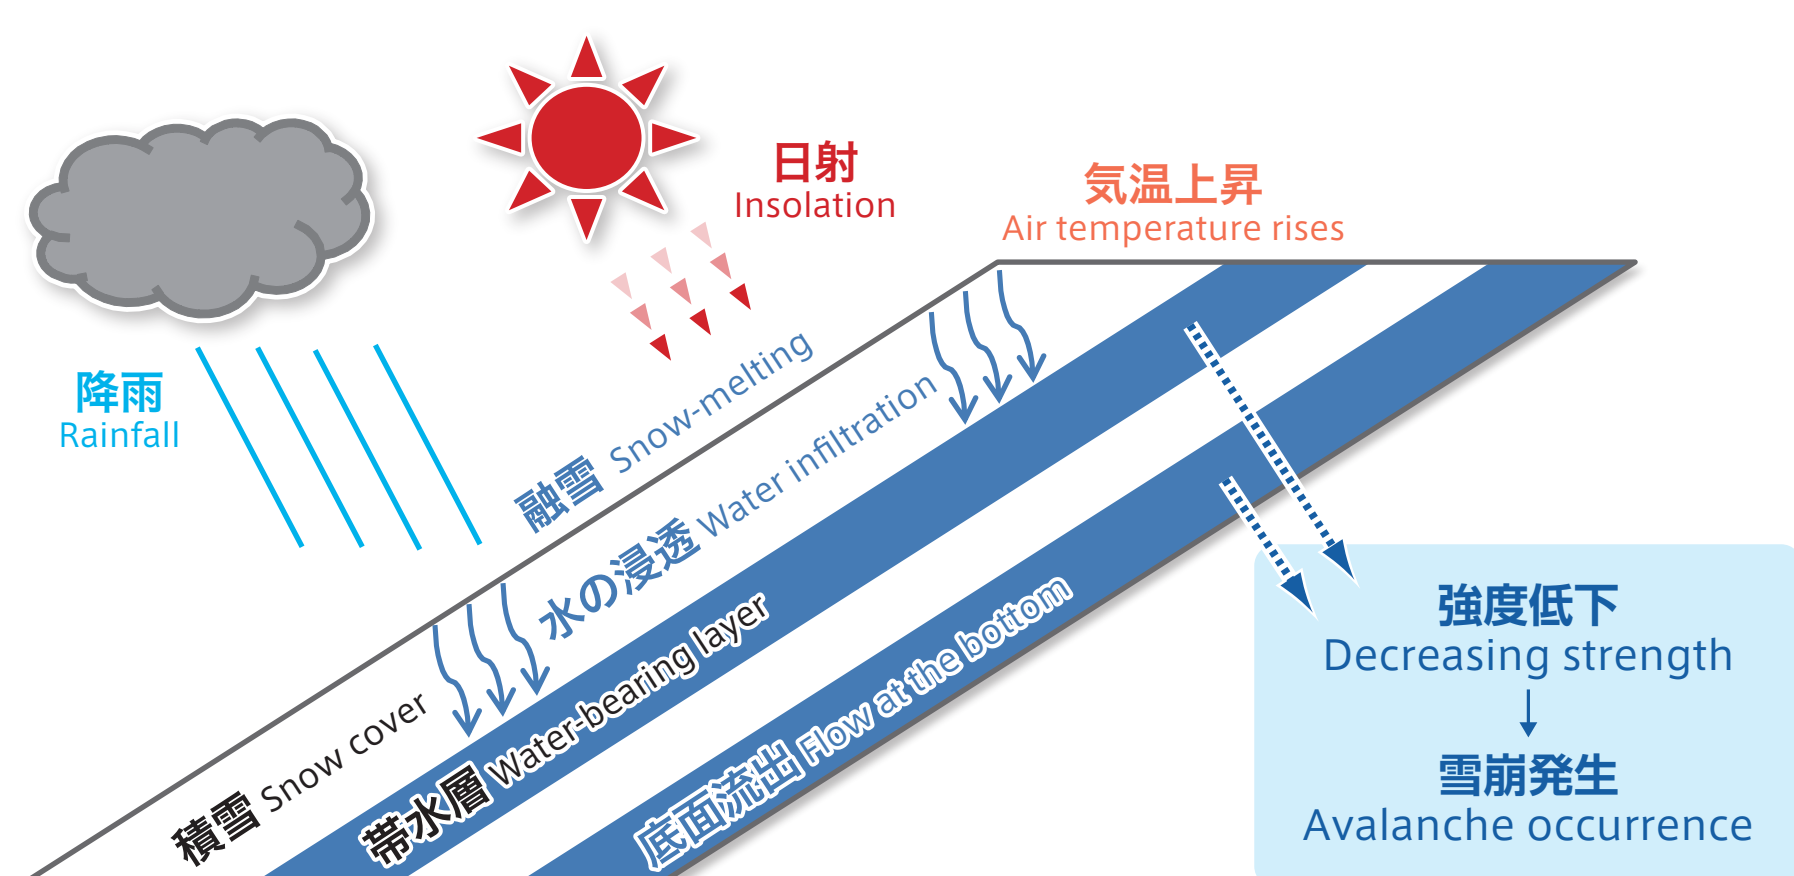 日射
Insolation
気温上昇
Air temperature rises
降雨
Rainfall
融雪 Snow-melting
水の浸透 Water infiltration
積雪 Snow cover
帯水層 Water-bearing layer
底面流出 Flow at the bottom
強度低下
Decreasing strength
雪崩発生
Avalanche occurrence